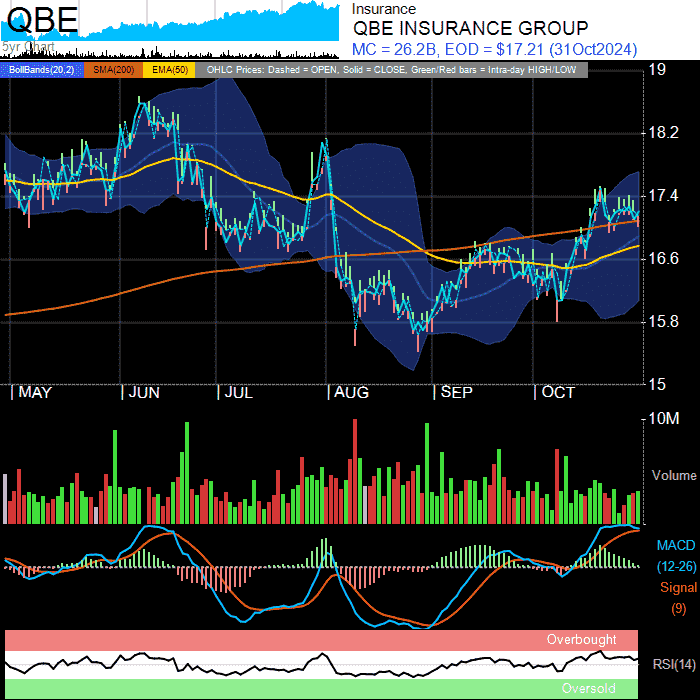 QBE
5yr Chart
Insurance
QBE INSURANCE GROUP
MC = 26.2B, EOD = $17.21 (31Oct2024)
BollBands(20,2) SMA(200) EMA(50) OHLC Prices: Dashed = OPEN, Solid = CLOSE, Green/Red bars = Intra-day HIGH/LOW
19
18.2
17.4
16.6
15.8
15
MAY JUN JUL AUG SEP OCT
10M
Volume
MACD
(12-26)
Signal
(9)
Overbought
RSI(14)
Oversold